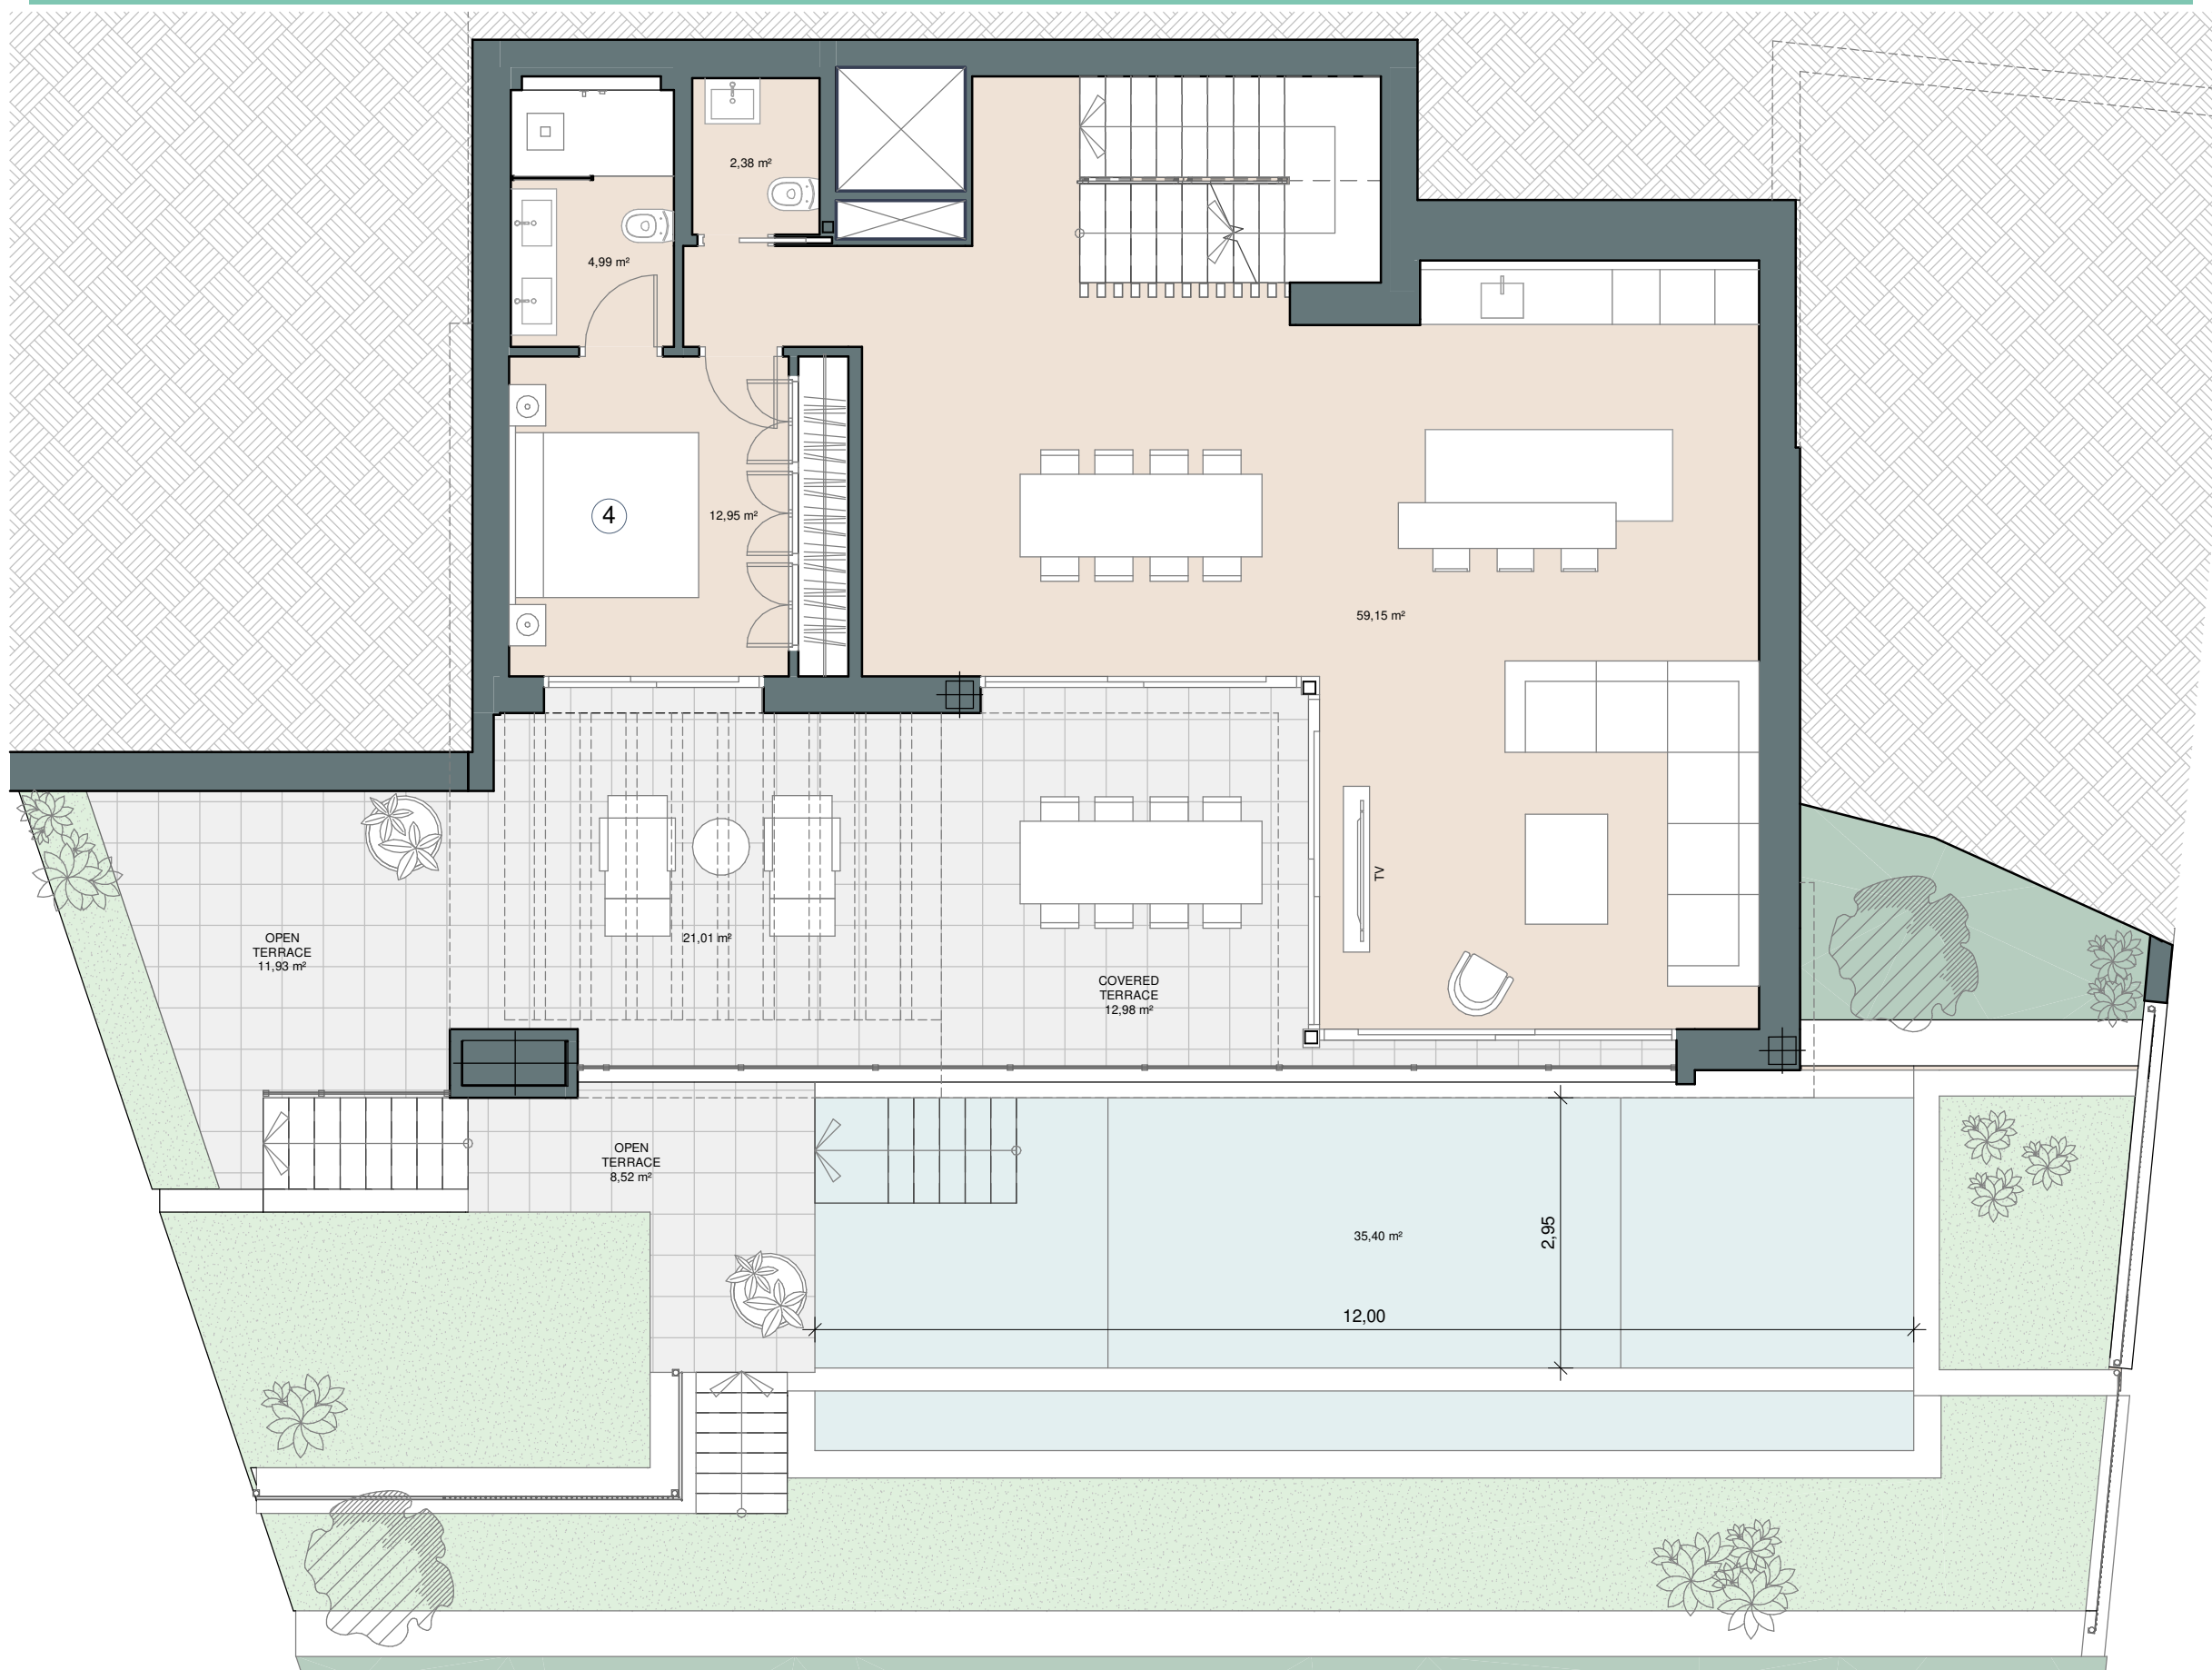 2,38 m²
4,99 m²
4
12,95 m²
59,15 m²
TV
21,01 m²
OPEN
TERRACE
11,93 m²
COVERED
TERRACE
12,98 m²
OPEN
TERRACE
8,52 m²
2,95
35,40 m²
12,00